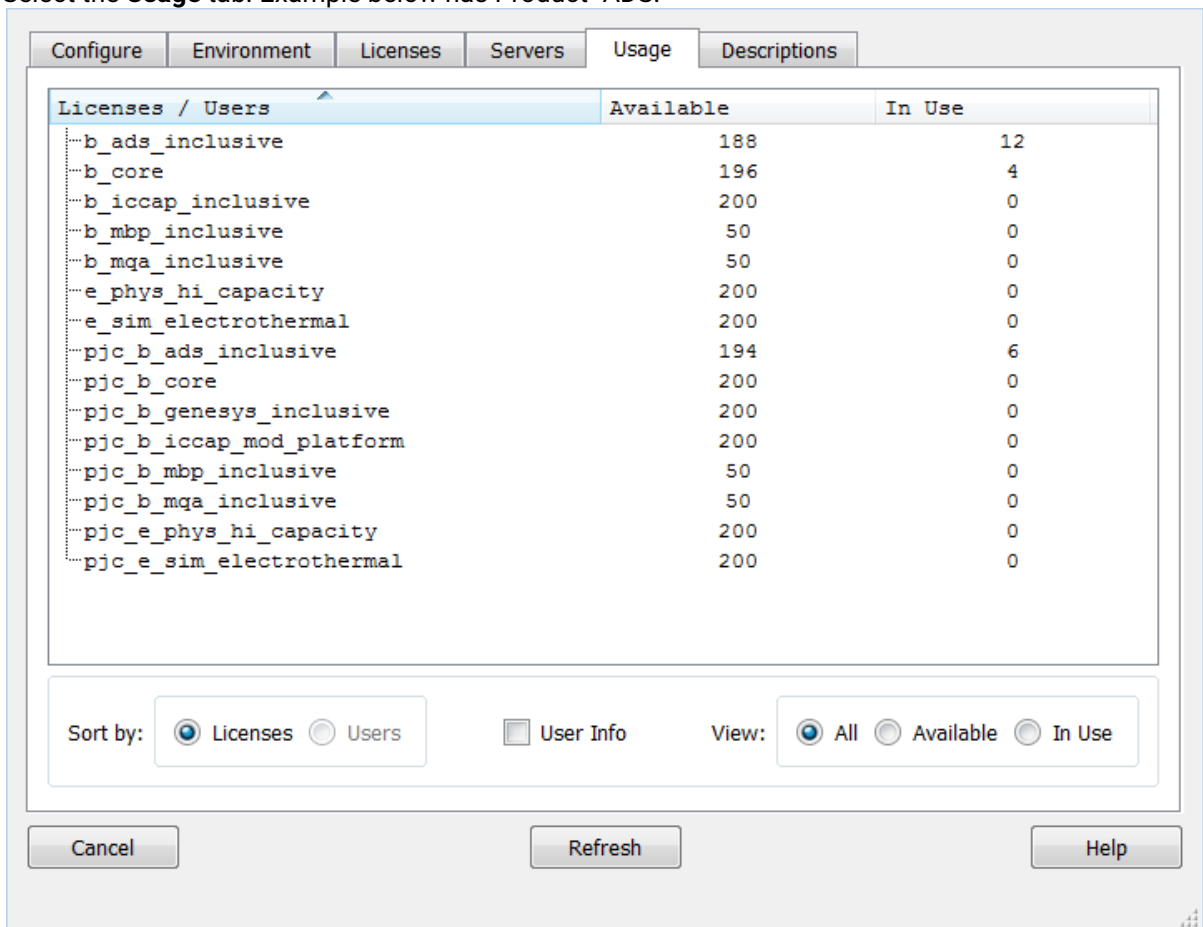 Select the Usage tab. Example below has Product "ADS."
Configure Environment Licenses Servers Usage Descriptions
Licenses / Users Available In Use
b_ads_inclusive 188 12
b_core 196 4
b_iccap_inclusive 200 0
b_mbp_inclusive 50 0
b_mqa_inclusive 50 0
e_phys_hi_capacity 200 0
e_sim_electrothermal 200 0
pjc_b_ads_inclusive 194 6
pjc_b_core 200 0
pjc_b_genesys_inclusive 200 0
pjc_b_iccap_mod_platform 200 0
pjc_b_mbp_inclusive 50 0
pjc_b_mqa_inclusive 50 0
pjc_e_phys_hi_capacity 200 0
pjc_e_sim_electrothermal 200 0
Sort by: Licenses Users User Info View: All Available In Use
Cancel Refresh Help